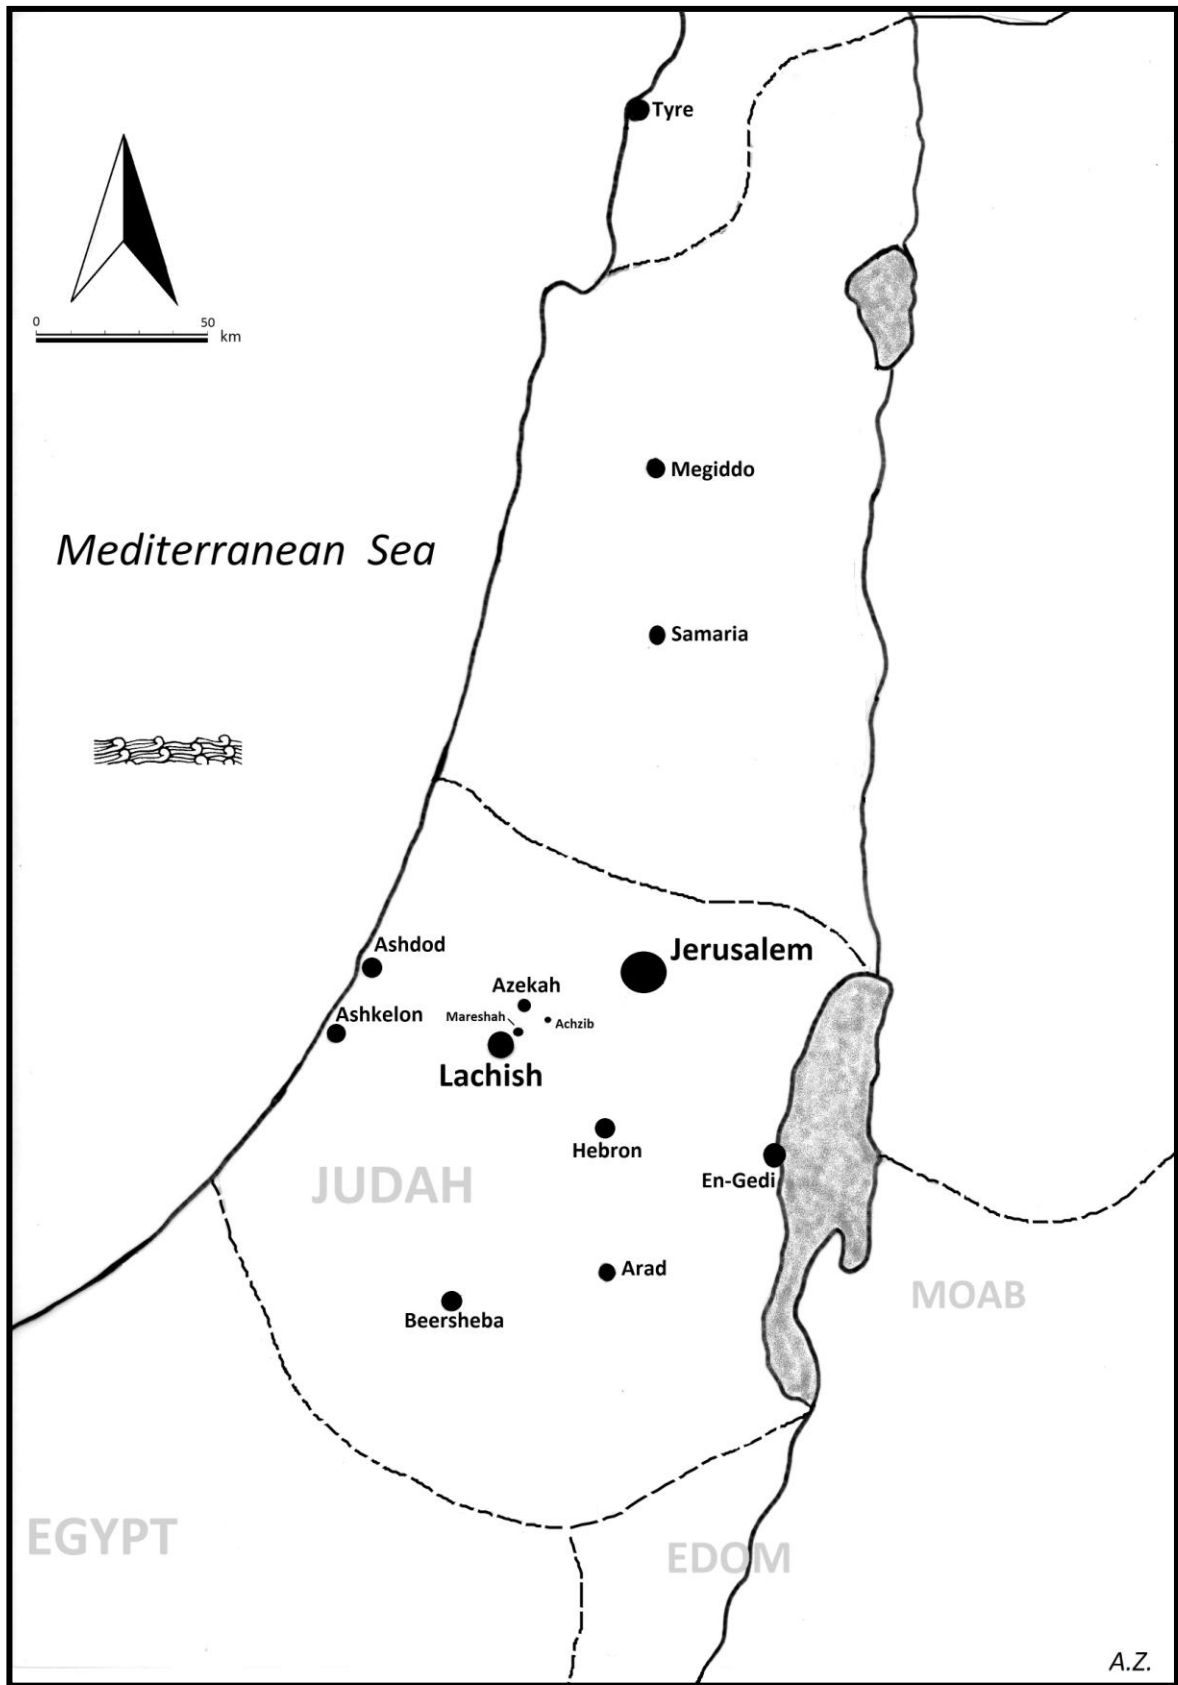 Tyre
0 50
km
Megiddo
Mediterranean Sea
Samaria
Ashdod
Jerusalem
Azekah
Ashkelon
Mareshah
Achzib
Lachish
Hebron
JUDAH
En-Gedi
Arad
MOAB
Beersheba
EGYPT
EDOM
A.Z.